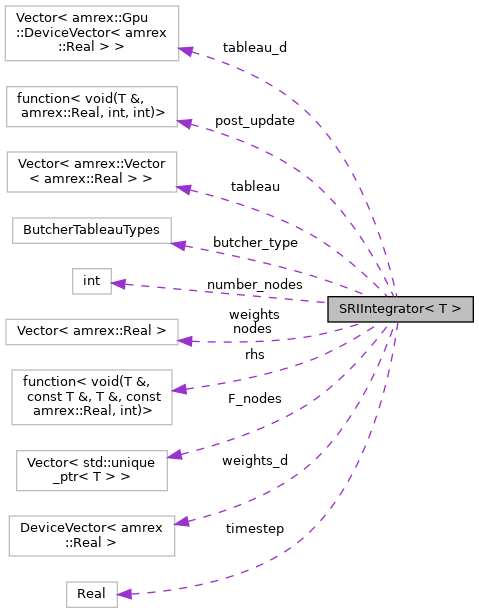 Vector< amrex::Gpu
::DeviceVector< amrex
::Real > >
tableau_d
function< void(T &,
amrex::Real, int, int)>
post_update
Vector< amrex::Vector
< amrex::Real > >
tableau
ButcherTableauTypes
butcher_type
int
number_nodes
SRIIntegrator< T >
Vector< amrex::Real >
weights
nodes
function< void(T &,
const T &, T &, const
amrex::Real, int)>
rhs
Vector< std::unique
_ptr< T > >
F_nodes
DeviceVector< amrex
::Real >
weights_d
Real
timestep